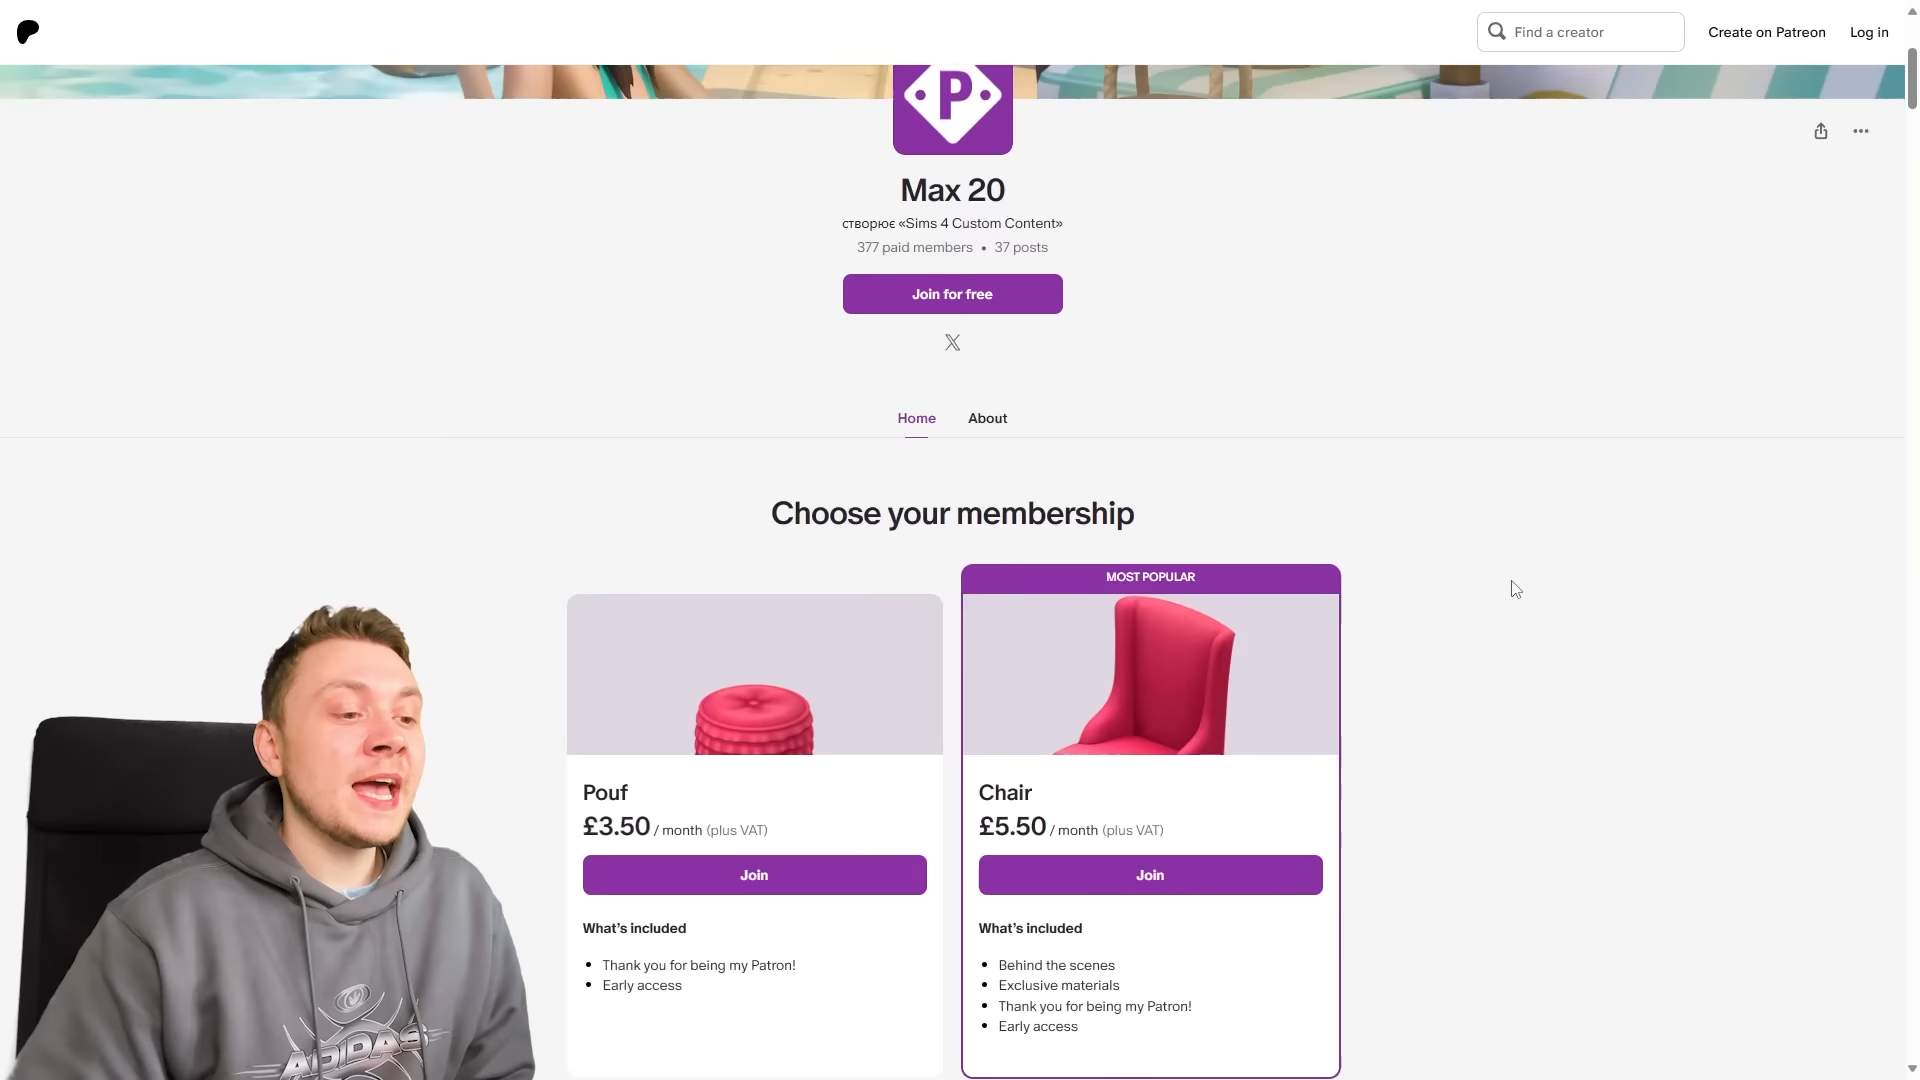 Find a creator
Create on Patreon
Log in
P
Max 20
створює «Sims 4 Custom Content»
377 paid members • 37 posts
Join for free
Home
About
Choose your membership
MOST POPULAR
Pouf
£3.50 / month (plus VAT)
Join
What's included
• Thank you for being my Patron!
• Early access
Chair
£5.50 / month (plus VAT)
Join
What's included
• Behind the scenes
• Exclusive materials
• Thank you for being my Patron!
• Early access
ADIDAS